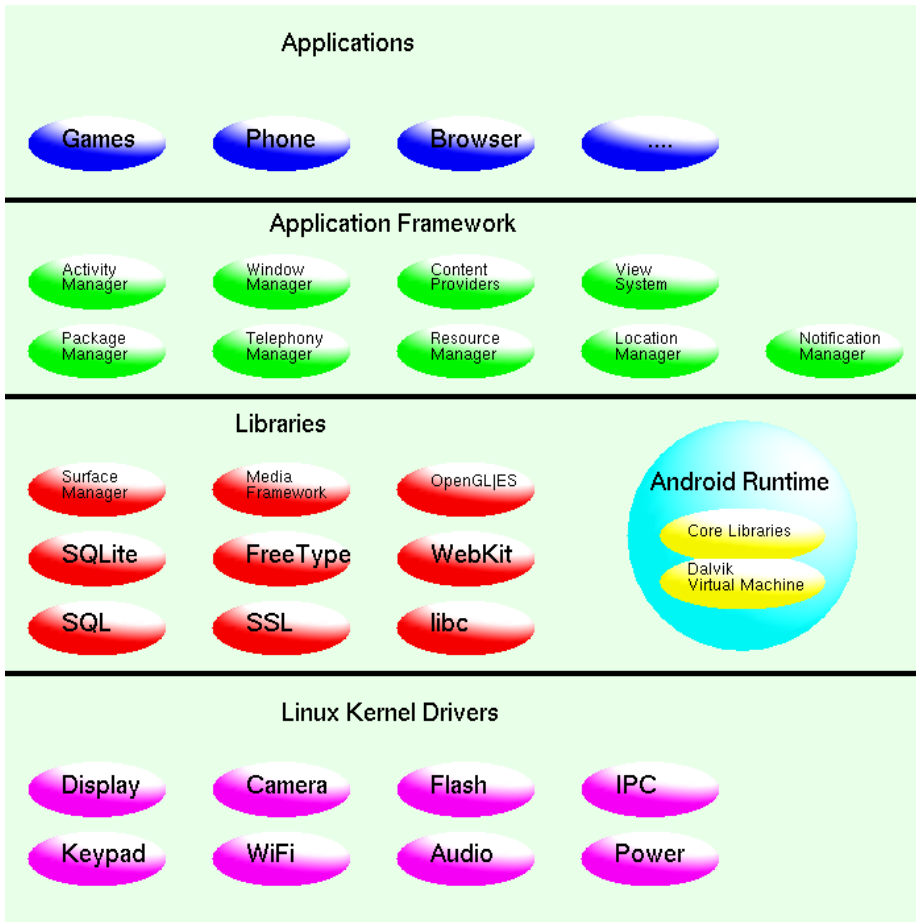 Applications
Games
Phone
Browser
....
Application Framework
Activity
Manager
Window
Manager
Content
Providers
View
System
Package
Manager
Telephony
Manager
Resource
Manager
Location
Manager
Notification
Manager
Libraries
Surface
Manager
Media
Framework
OpenGL|ES
SQLite
FreeType
WebKit
SQL
SSL
libc
Android Runtime
Core Libraries
Dalvik
Virtual Machine
Linux Kernel Drivers
Display
Camera
Flash
IPC
Keypad
WiFi
Audio
Power